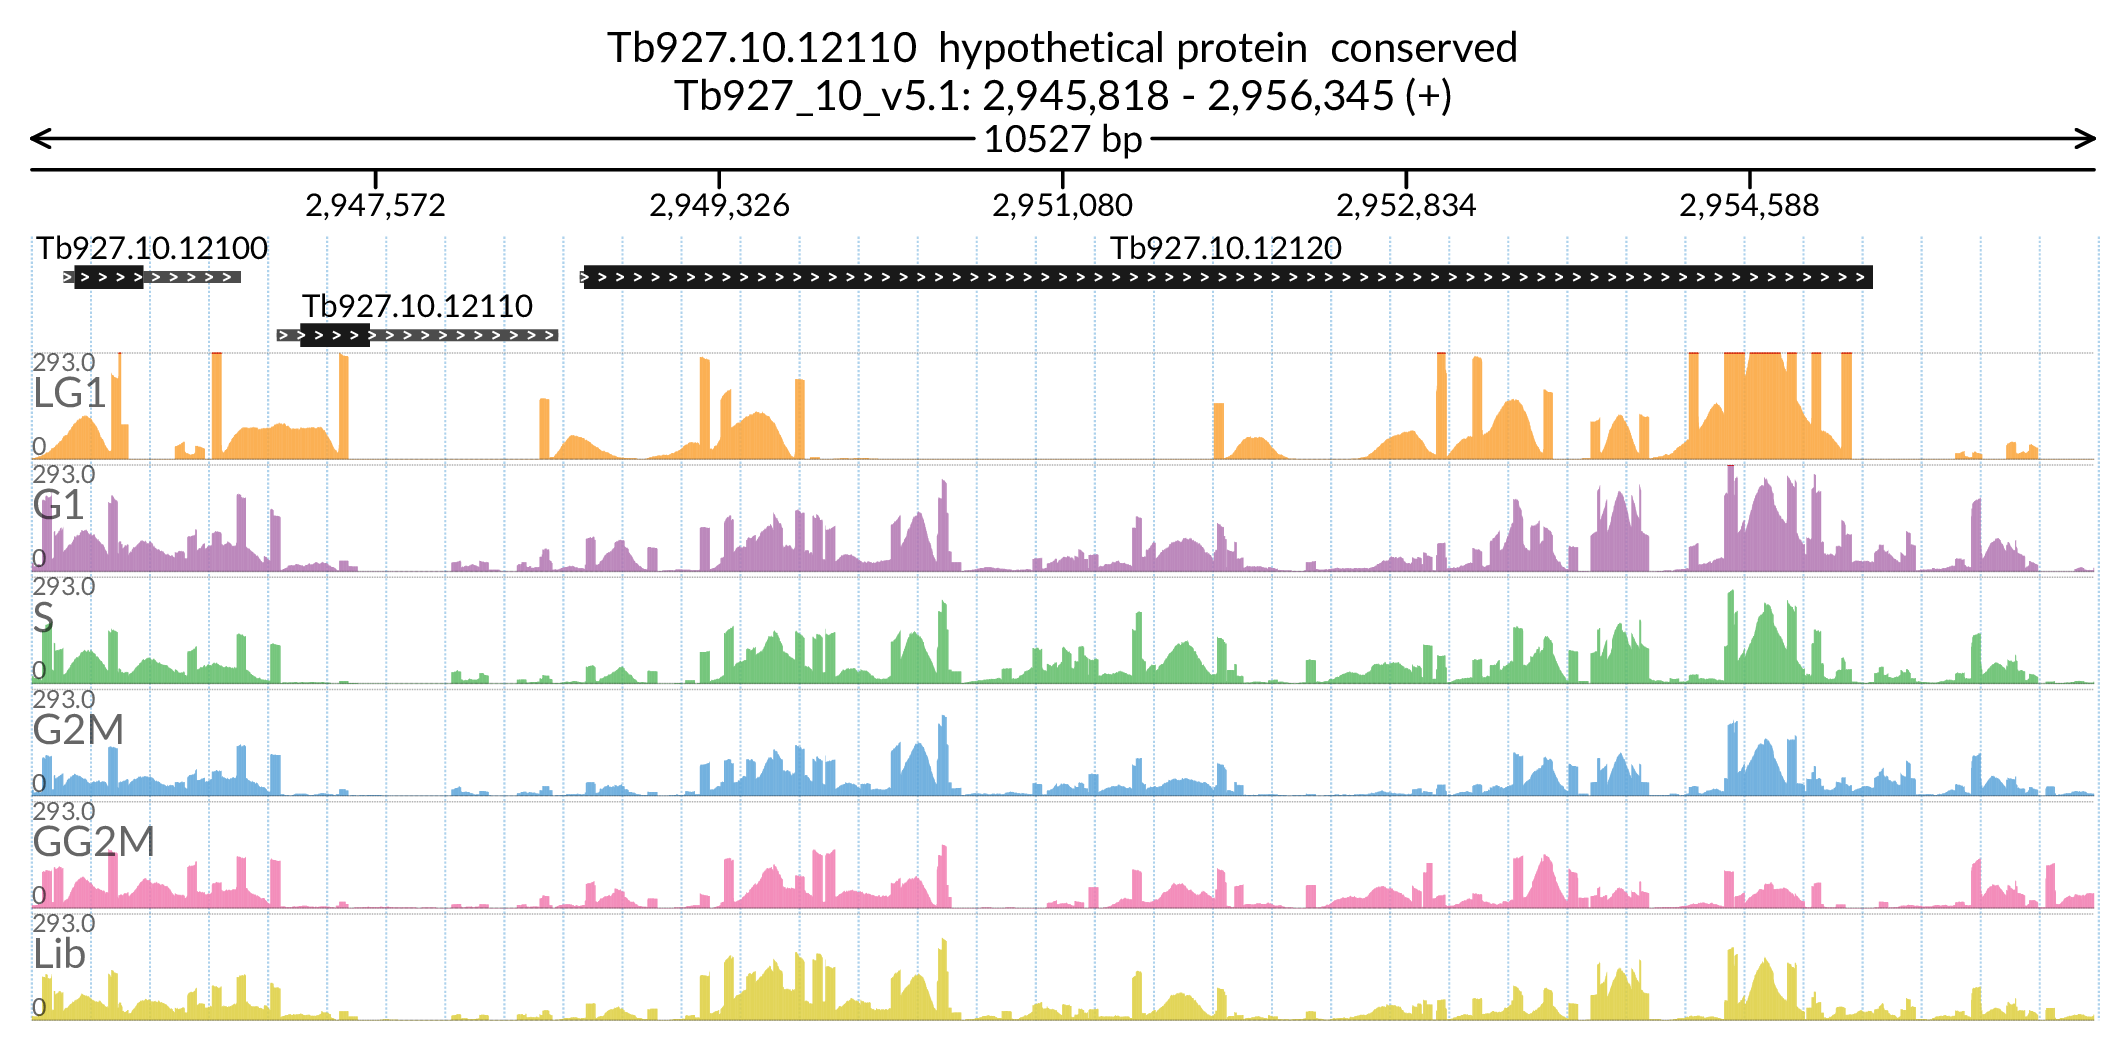 Tb927.10.12110  hypothetical protein  conserved
Tb927_10_v5.1: 2,945,818 - 2,956,345 (+)
10527 bp
2,947,572 2,949,326 2,951,080 2,952,834 2,954,588
Tb927.10.12100 Tb927.10.12120
Tb927.10.12110
293.0
LG1
0
293.0
G1
0
293.0
S
0
293.0
G2M
0
293.0
GG2M
0
293.0
Lib
0